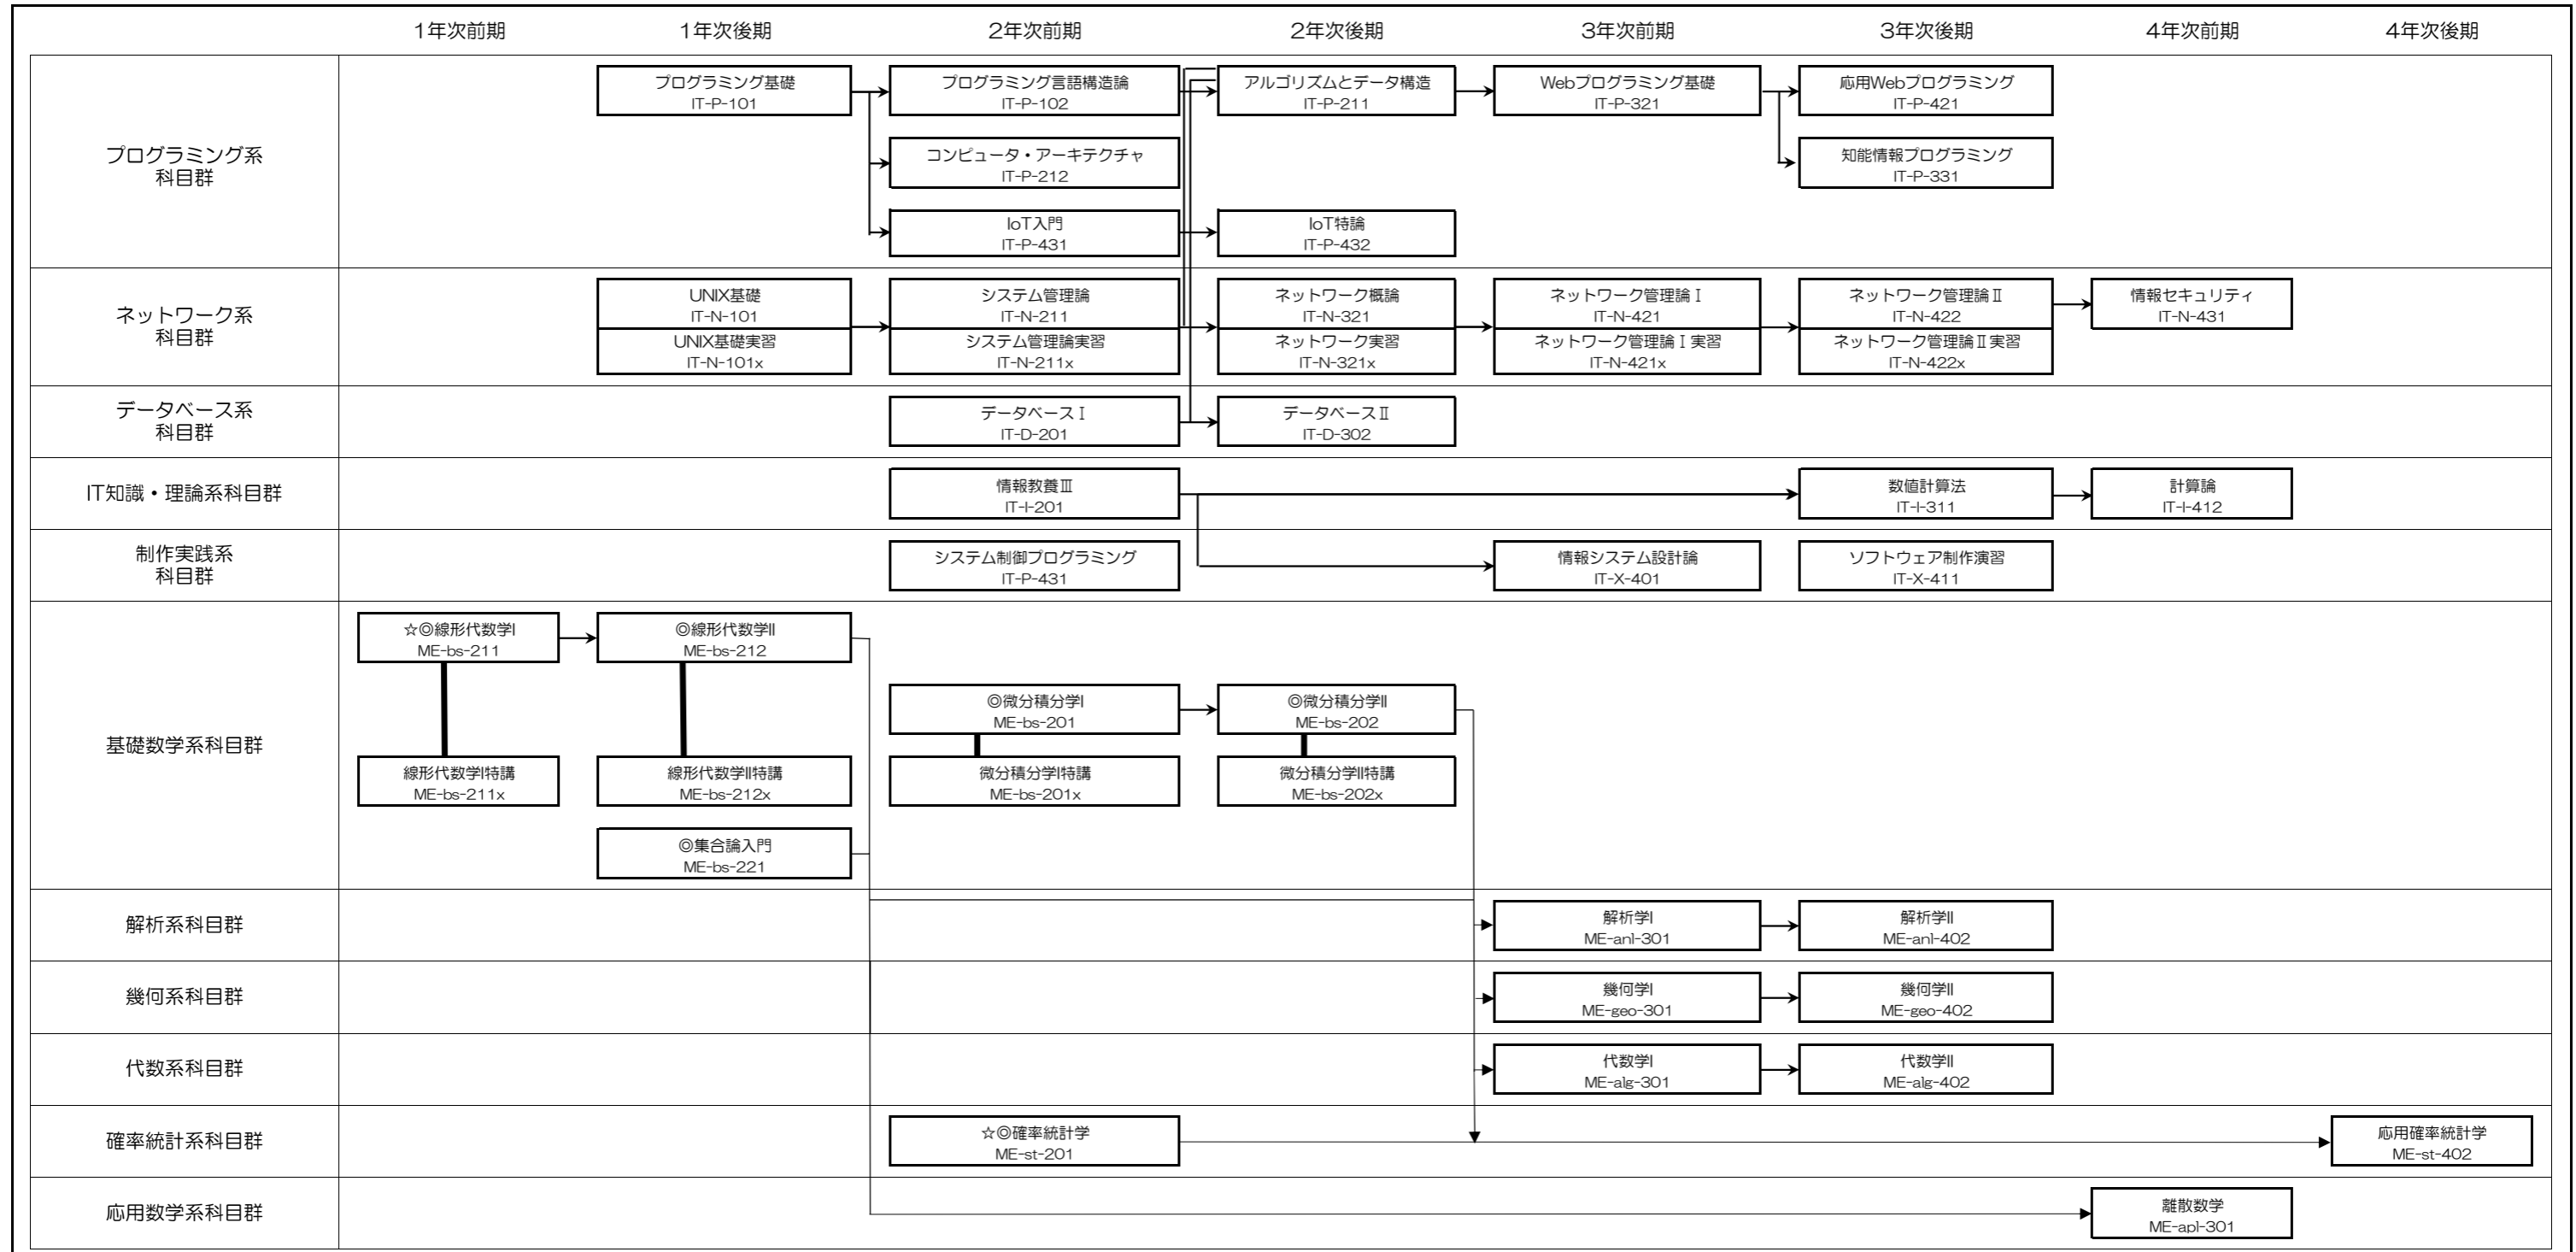 1年次前期
1年次後期
2年次前期
2年次後期
3年次前期
3年次後期
4年次前期
4年次後期
プログラミング系
科目群
プログラミング基礎
IT-P-101
プログラミング言語構造論
IT-P-102
アルゴリズムとデータ構造
IT-P-211
Webプログラミング基礎
IT-P-321
応用Webプログラミング
IT-P-421
コンピュータ・アーキテクチャ
IT-P-212
知能情報プログラミング
IT-P-331
IoT入門
IT-P-431
IoT特論
IT-P-432
ネットワーク系
科目群
UNIX基礎
IT-N-101
UNIX基礎実習
IT-N-101x
システム管理論
IT-N-211
システム管理論実習
IT-N-211x
ネットワーク概論
IT-N-321
ネットワーク実習
IT-N-321x
ネットワーク管理論Ⅰ
IT-N-421
ネットワーク管理論Ⅰ実習
IT-N-421x
ネットワーク管理論Ⅱ
IT-N-422
ネットワーク管理論Ⅱ実習
IT-N-422x
情報セキュリティ
IT-N-431
データベース系
科目群
データベースⅠ
IT-D-201
データベースⅡ
IT-D-302
IT知識・理論系科目群
情報教養Ⅲ
IT-I-201
数値計算法
IT-I-311
計算論
IT-I-412
制作実践系
科目群
システム制御プログラミング
IT-P-431
情報システム設計論
IT-X-401
ソフトウェア制作演習
IT-X-411
基礎数学系科目群
☆◎線形代数学I
ME-bs-211
◎線形代数学II
ME-bs-212
◎微分積分学I
ME-bs-201
◎微分積分学II
ME-bs-202
線形代数学I特講
ME-bs-211x
線形代数学II特講
ME-bs-212x
微分積分学I特講
ME-bs-201x
微分積分学II特講
ME-bs-202x
◎集合論入門
ME-bs-221
解析系科目群
解析学I
ME-anl-301
解析学II
ME-anl-402
幾何系科目群
幾何学I
ME-geo-301
幾何学II
ME-geo-402
代数系科目群
代数学I
ME-alg-301
代数学II
ME-alg-402
確率統計系科目群
☆◎確率統計学
ME-st-201
応用確率統計学
ME-st-402
応用数学系科目群
離散数学
ME-apl-301